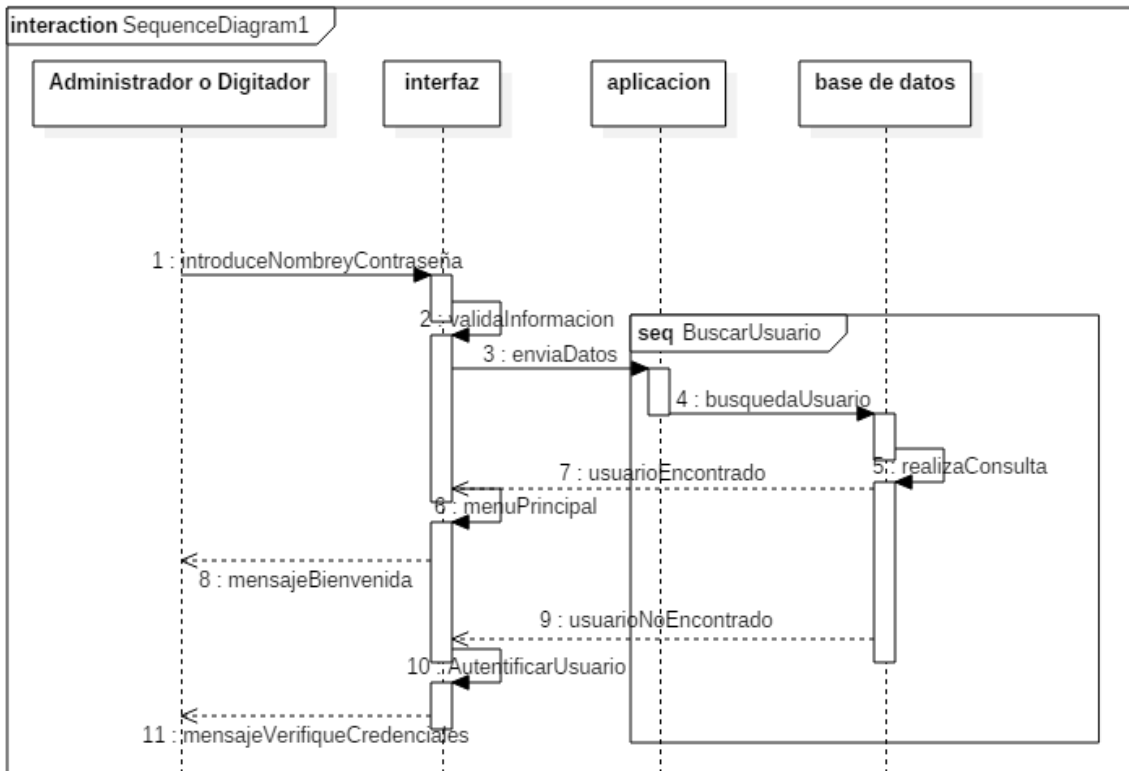 interaction SequenceDiagram1
Administrador o Digitador
interfaz
aplicacion
base de datos
1 : introduceNombreyContraseña
2 : validaInformacion
seq BuscarUsuario
3 : enviaDatos
4 : busquedaUsuario
5 : realizaConsulta
7 : usuarioEncontrado
6 : menuPrincipal
8 : mensajeBienvenida
9 : usuarioNoEncontrado
10 : AutentificarUsuario
11 : mensajeVerifiqueCredenciales